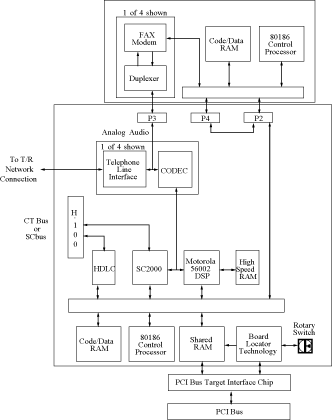 1 of 4 shown
FAX
Modem
Duplexer
Code/Data
RAM
80186
Control
Processor
P3
P4
P2
Analog Audio
1 of 4 shown
To T/R
Network
Connection
Telephone
Line
Interface
CODEC
CT Bus
or
SCbus
H
.
1
0
0
HDLC
SC2000
Motorola
56002
DSP
High
Speed
RAM
Code/Data
RAM
80186
Control
Processor
Shared
RAM
Board
Locator
Technology
Rotary
Switch
PCI Bus Target Interface Chip
PCI Bus